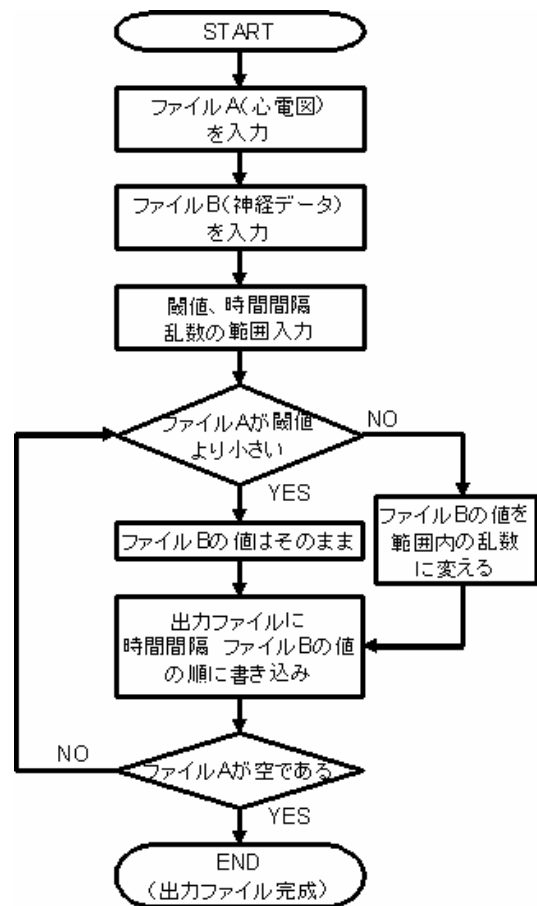 START
ファイルA(心電図)
を入力
ファイルB(神経データ)
を入力
閾値、時間間隔
乱数の範囲入力
ファイルAが閾値
より小さい
NO
YES
ファイルBの値はそのまま
ファイルBの値を
範囲内の乱数
に変える
出力ファイルに
時間間隔 ファイルBの値
の順に書き込み
NO
ファイルAが空である
YES
END
(出力ファイル完成)